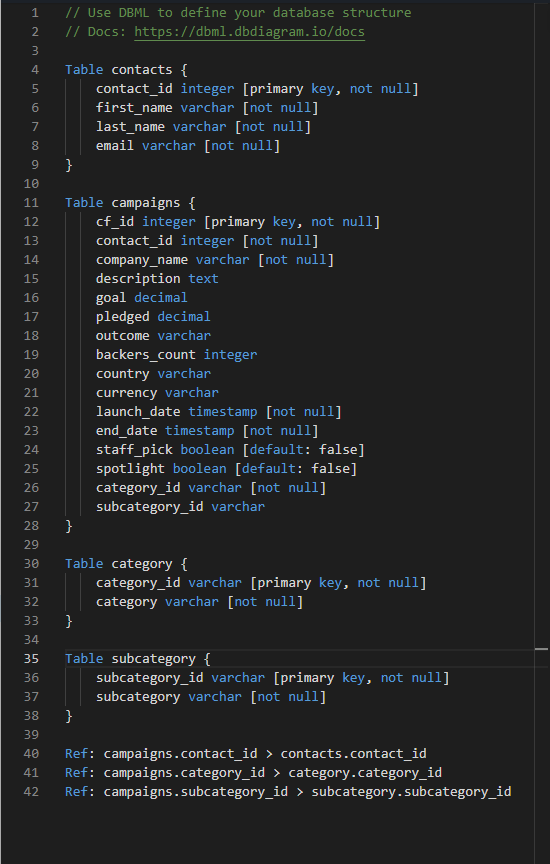 1 // Use DBML to define your database structure
2 // Docs: https://dbml.dbdiagram.io/docs
3
4 Table contacts {
5     contact_id integer [primary key, not null]
6     first_name varchar [not null]
7     last_name varchar [not null]
8     email varchar [not null]
9 }
10
11 Table campaigns {
12     cf_id integer [primary key, not null]
13     contact_id integer [not null]
14     company_name varchar [not null]
15     description text
16     goal decimal
17     pledged decimal
18     outcome varchar
19     backers_count integer
20     country varchar
21     currency varchar
22     launch_date timestamp [not null]
23     end_date timestamp [not null]
24     staff_pick boolean [default: false]
25     spotlight boolean [default: false]
26     category_id varchar [not null]
27     subcategory_id varchar
28 }
29
30 Table category {
31     category_id varchar [primary key, not null]
32     category varchar [not null]
33 }
34
35 Table subcategory {
36     subcategory_id varchar [primary key, not null]
37     subcategory varchar [not null]
38 }
39
40 Ref: campaigns.contact_id > contacts.contact_id
41 Ref: campaigns.category_id > category.category_id
42 Ref: campaigns.subcategory_id > subcategory.subcategory_id